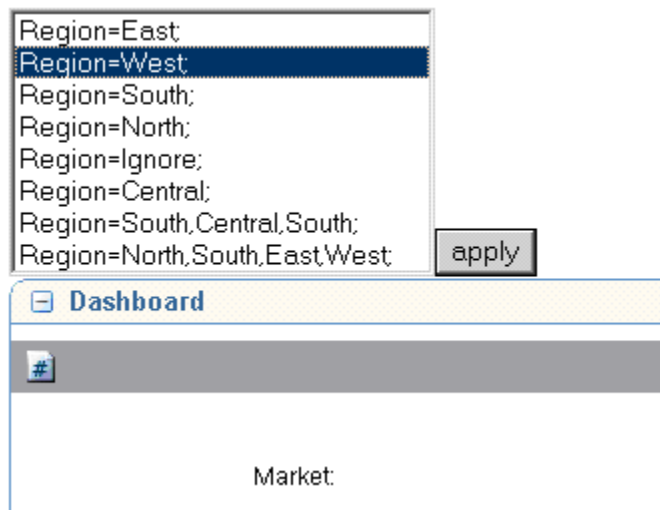 Region=East;
Region=West;
Region=South;
Region=North;
Region=Ignore;
Region=Central;
Region=South,Central,South;
Region=North,South,East,West;
apply
Dashboard
#
Market: